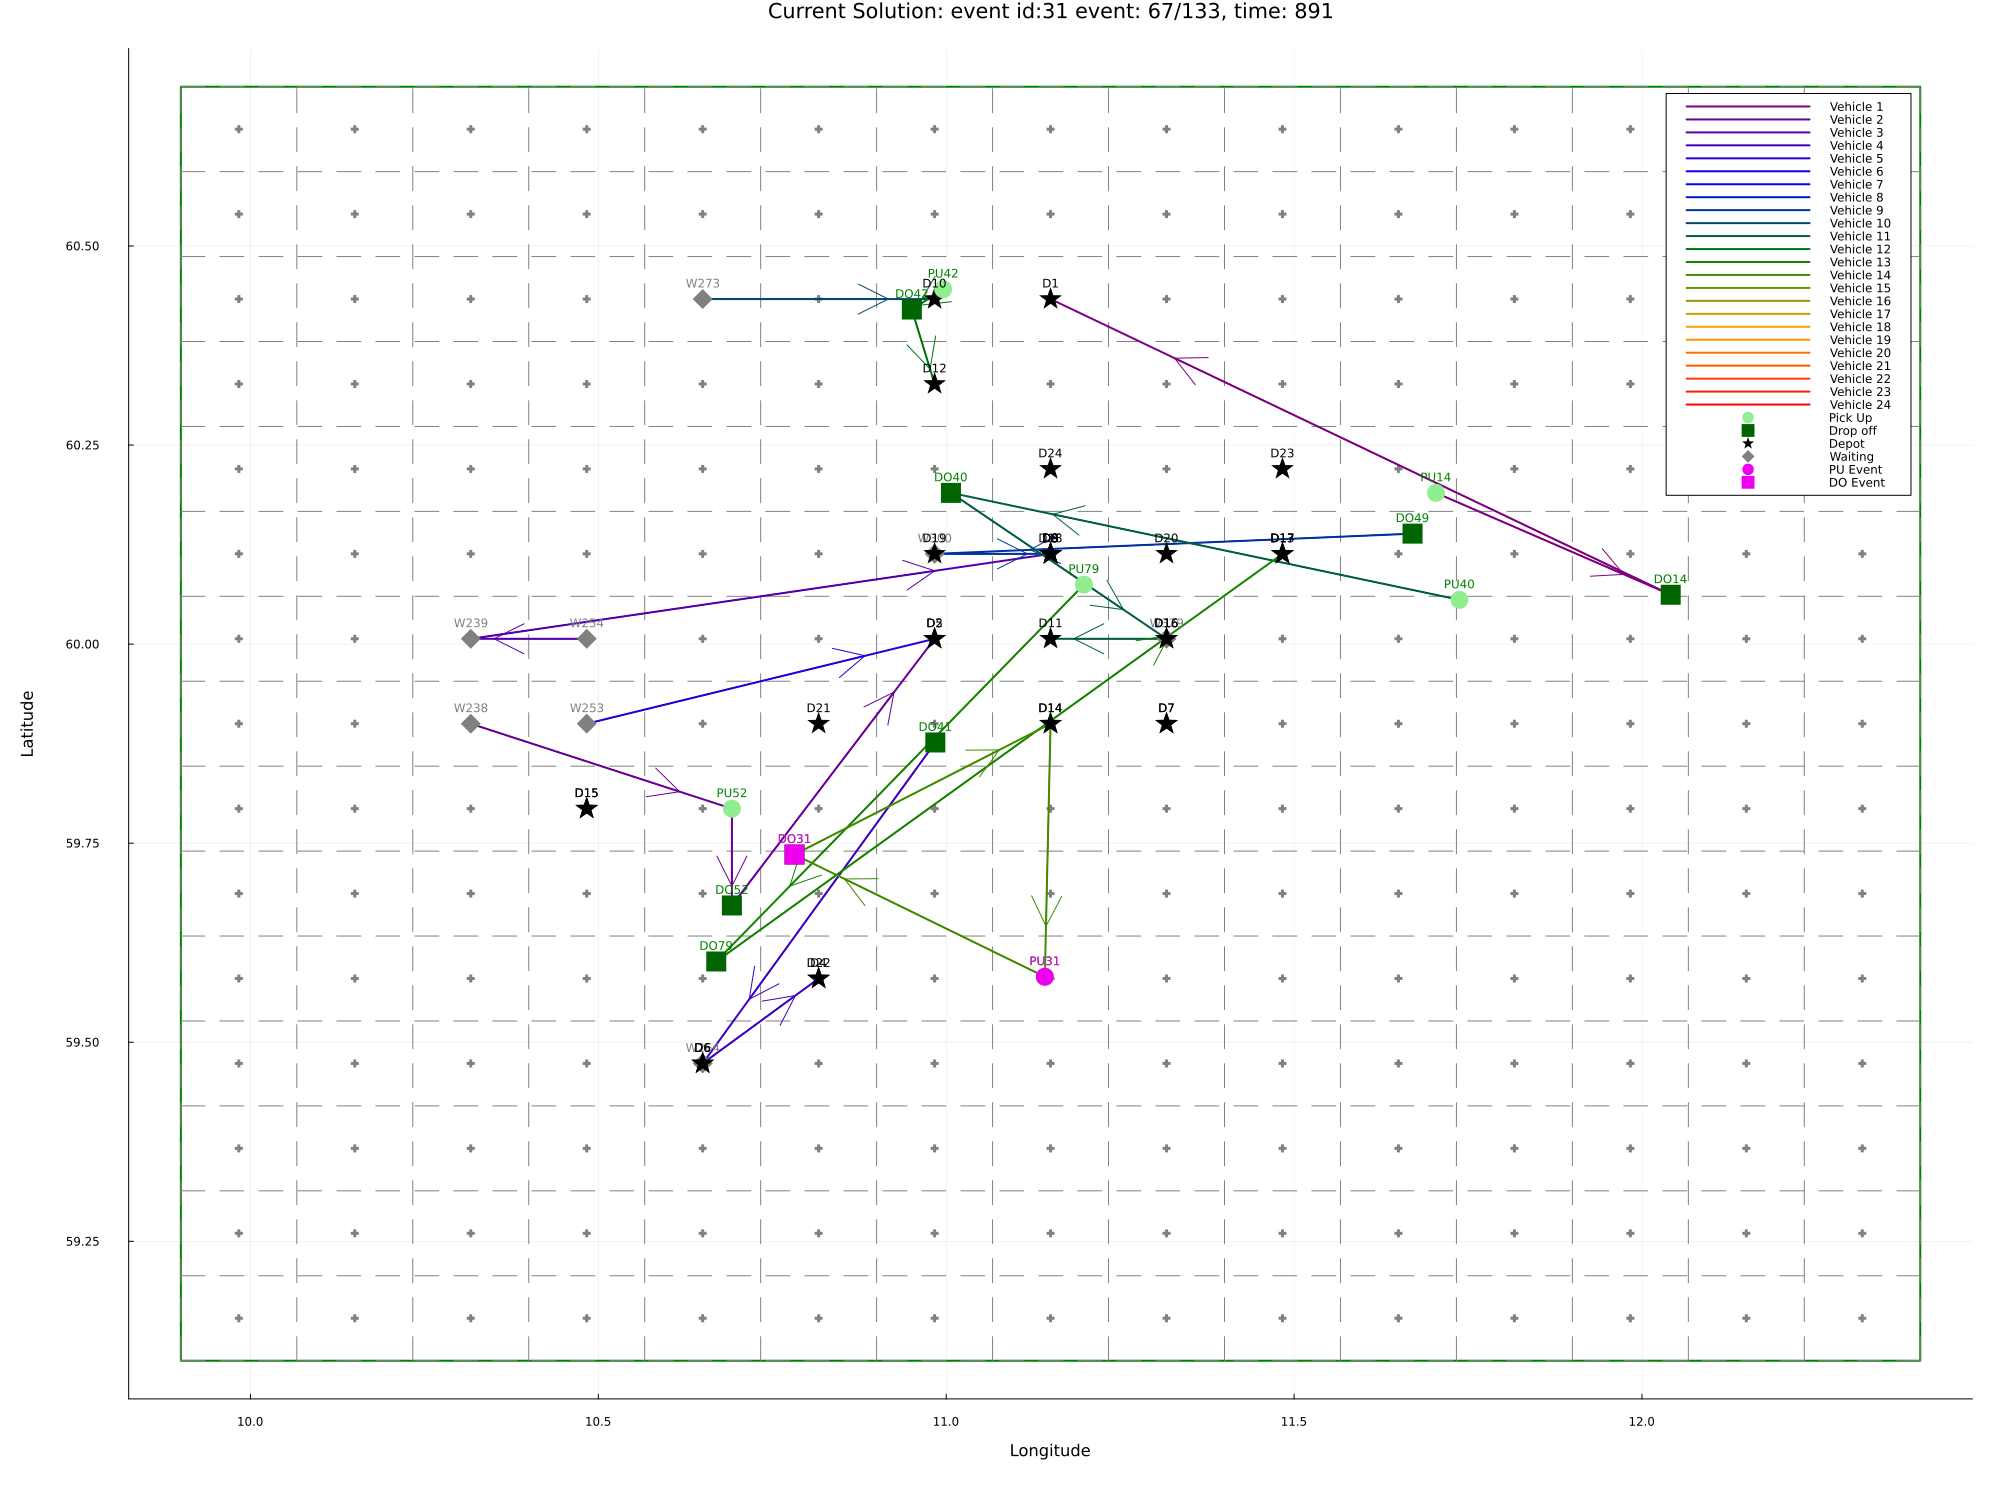 Current Solution: event id:31 event: 67/133, time: 891
Vehicle 1
Vehicle 2
Vehicle 3
Vehicle 4
Vehicle 5
Vehicle 6
Vehicle 7
Vehicle 8
Vehicle 9
Vehicle 10
Vehicle 11
Vehicle 12
Vehicle 13
Vehicle 14
Vehicle 15
Vehicle 16
Vehicle 17
Vehicle 18
Vehicle 19
Vehicle 20
Vehicle 21
Vehicle 22
Vehicle 23
Vehicle 24
Pick Up
Drop off
Depot
Waiting
PU Event
DO Event
PU42
W273
D10
D1
DO42
D12
D24
D23
DO40
PU14
DO49
D19
D20
PU79
PU40
DO14
W239
W254
D11
D16
W238
W253
D21
DO41
D14
D7
D15
PU52
DO31
DO52
DO79
D22
PU31
D6
60.50
60.25
60.00
59.75
59.50
59.25
Latitude
10.0
10.5
11.0
11.5
12.0
Longitude